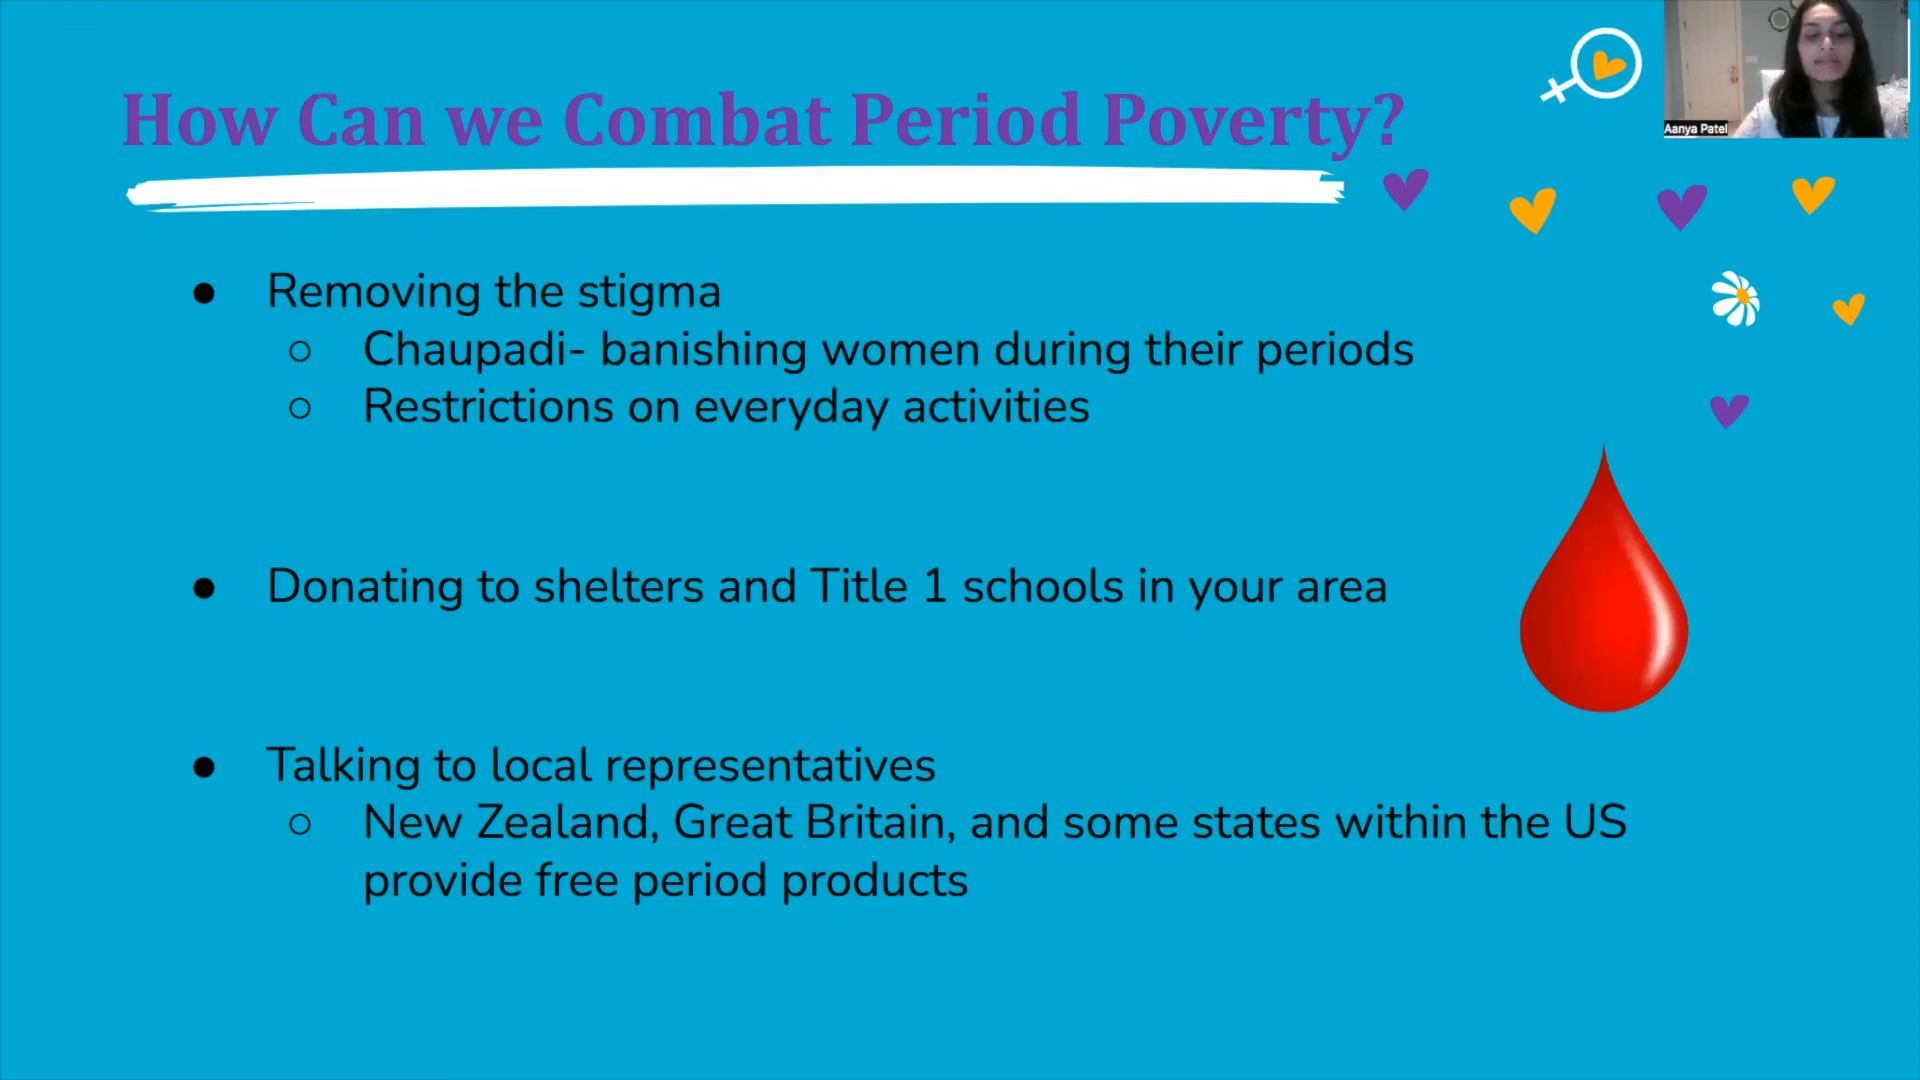 How Can we Combat Period Poverty?
Aanya Patel
● Removing the stigma
○ Chaupadi- banishing women during their periods
○ Restrictions on everyday activities
● Donating to shelters and Title 1 schools in your area
● Talking to local representatives
○ New Zealand, Great Britain, and some states within the US
provide free period products